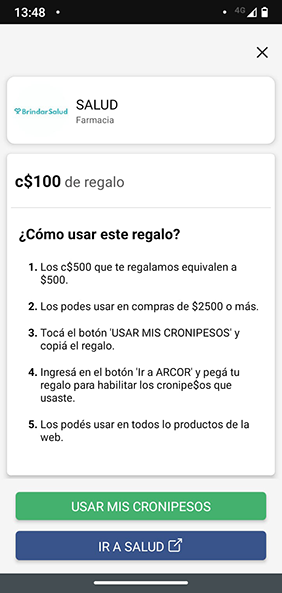 13:48
4G
BrindarSalud
SALUD
Farmacia
c$100 de regalo
¿Cómo usar este regalo?
1. Los c$500 que te regalamos equivalen a
$500.
2. Los podes usar en compras de $2500 o más.
3. Tocá el botón 'USAR MIS CRONIPESOS' y
copiá el regalo.
4. Ingresá en el botón 'Ir a ARCOR' y pegá tu
regalo para habilitar los cronipe$os que
usaste.
5. Los podés usar en todos lo productos de la
web.
USAR MIS CRONIPESOS
IR A SALUD